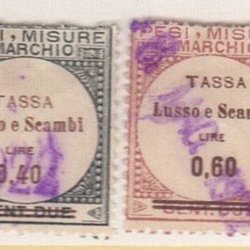 PESI, MISURE
MARCHIO
TASSA
Lusso e Scambi
LIRE
0,40
CENT. DUE
PESI, MISURE
MARCHIO
TASSA
Lusso e Scambi
LIRE
0,60
CENT.